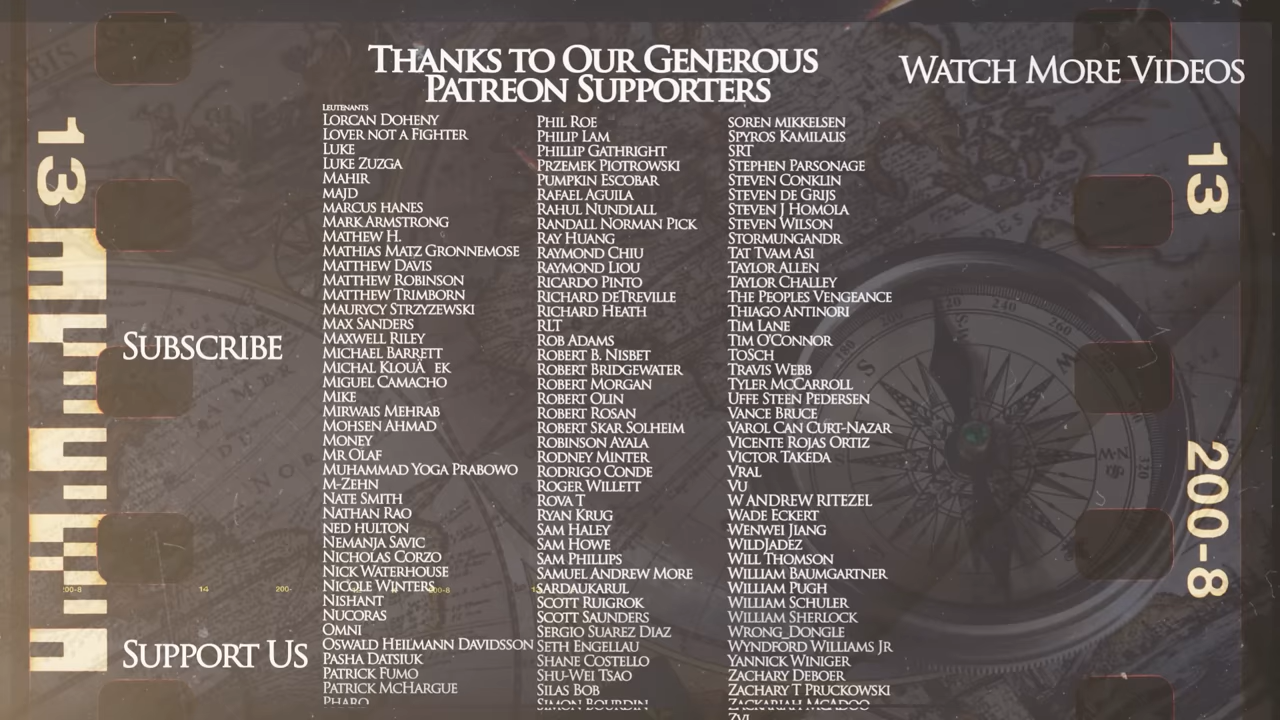 Thanks to Our Generous
Patreon Supporters
Watch More Videos
Leutenants
Lorcan Doheny
Lover not a Fighter
Luke
Luke Zuzga
Mahir
majd
marcus hanes
Mark Armstrong
Mathew H.
Mathias Matz Gronnemose
Matthew Davis
Matthew Robinson
Matthew Trimborn
Maurycy Strzyzewski
Max Sanders
Maxwell Riley
Michael Barrett
Michal KlouÄ ek
Miguel Camacho
Mike
Mirwais Mehrab
Mohsen Ahmad
Money
Mr Olaf
Muhammad Yoga Prabowo
M-Zehn
Nate Smith
Nathan Rao
ned hulton
Nemanja Savic
Nicholas Corzo
Nick Waterhouse
Nicole Winters
Nishant
Nucoras
Omni
Oswald Heilmann Davidsson
Pasha Datsiuk
Patrick Fumo
Patrick McHargue
Pharo
Phil Roe
Philip Lam
Phillip Gathright
Przemek Piotrowski
Pumpkin Escobar
Rafael Aguila
Rahul Nundlall
Randall Norman Pick
Ray Huang
Raymond Chiu
Raymond Liou
Ricardo Pinto
Richard deTreville
Richard Heath
RLT
Rob Adams
Robert B. Nisbet
Robert Bridgewater
Robert Morgan
Robert Olin
Robert Rosan
Robert Skar Solheim
Robinson Ayala
Rodney Minter
Rodrigo Conde
Roger Willett
Rova T
Ryan Krug
Sam Haley
Sam Howe
Sam Phillips
Samuel Andrew More
Sardaukarul
Scott Ruigrok
Scott Saunders
Sergio Suarez Diaz
Seth Engellau
Shane Costello
Shu-Wei Tsao
Silas Bob
Simon Bourdin
soren mikkelsen
Spyros Kamilalis
SRT
Stephen Parsonage
Steven Conklin
Steven de Grijs
Steven J Homola
Steven Wilson
Stormungandr
Tat Tvam Asi
Taylor Allen
Taylor Challey
The Peoples Vengeance
Thiago Antinori
Tim Lane
Tim O'Connor
ToSch
Travis Webb
Tyler McCarroll
Uffe Steen Pedersen
Vance Bruce
Varol Can Curt-Nazar
Vicente Rojas Ortiz
Victor Takeda
Vral
Vu
W ANDREW RITEZEL
Wade Eckert
Wenwei Jiang
WildJadez
Will Thomson
William Baumgartner
William Pugh
William Schuler
William Sherlock
Wrong_Dongle
Wyndford Williams Jr
Yannick Winiger
Zachary Deboer
Zachary T Pruckowski
Zackariah McAdoo
Subscribe
Support Us
13
13
200-8